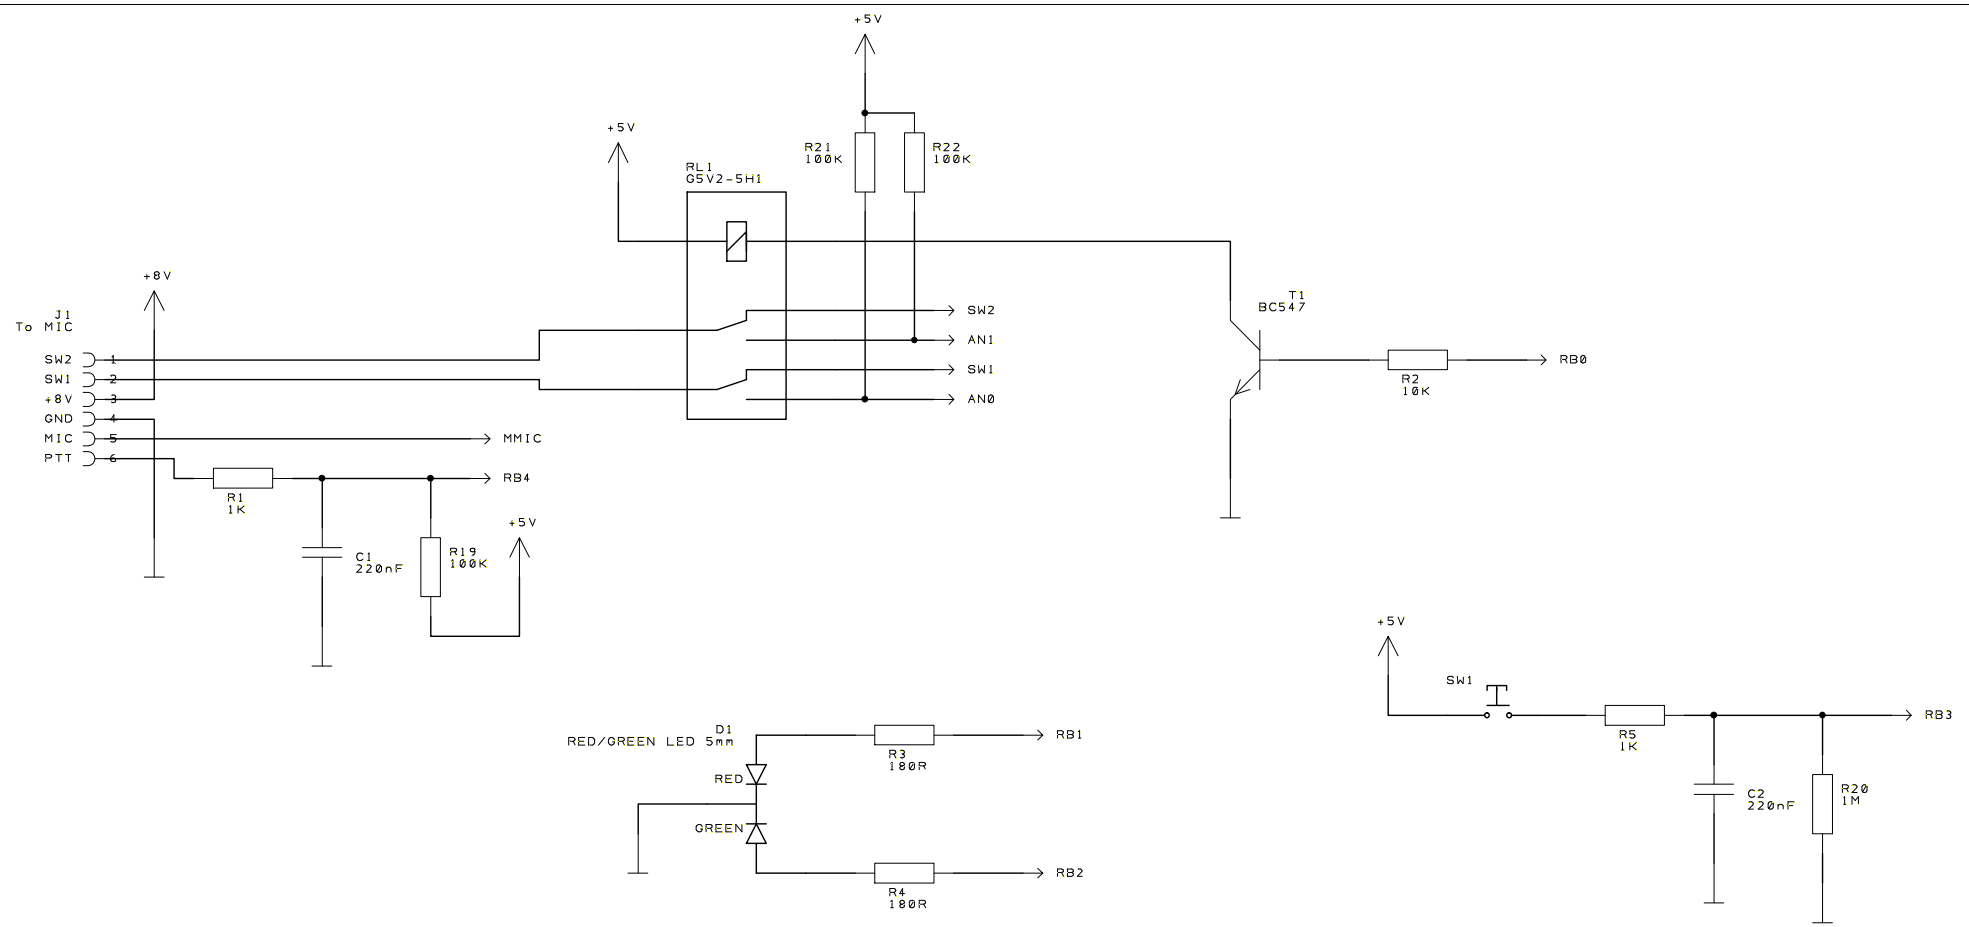 +5V
+5V
R21
100K
R22
100K
RL1
G5V2-5H1
+8V
J1
To MIC
SW2 1
SW1 2
+8V 3
GND 4
MIC 5
PTT 6
SW2
AN1
SW1
AN0
T1
BC547
RB0
R2
10K
MMIC
RB4
R1
1K
+5V
C1
220nF
R19
100K
+5V
SW1
RB3
R5
1K
C2
220nF
R20
1M
D1
RED/GREEN LED 5mm
RB1
R3
180R
RED
GREEN
RB2
R4
180R